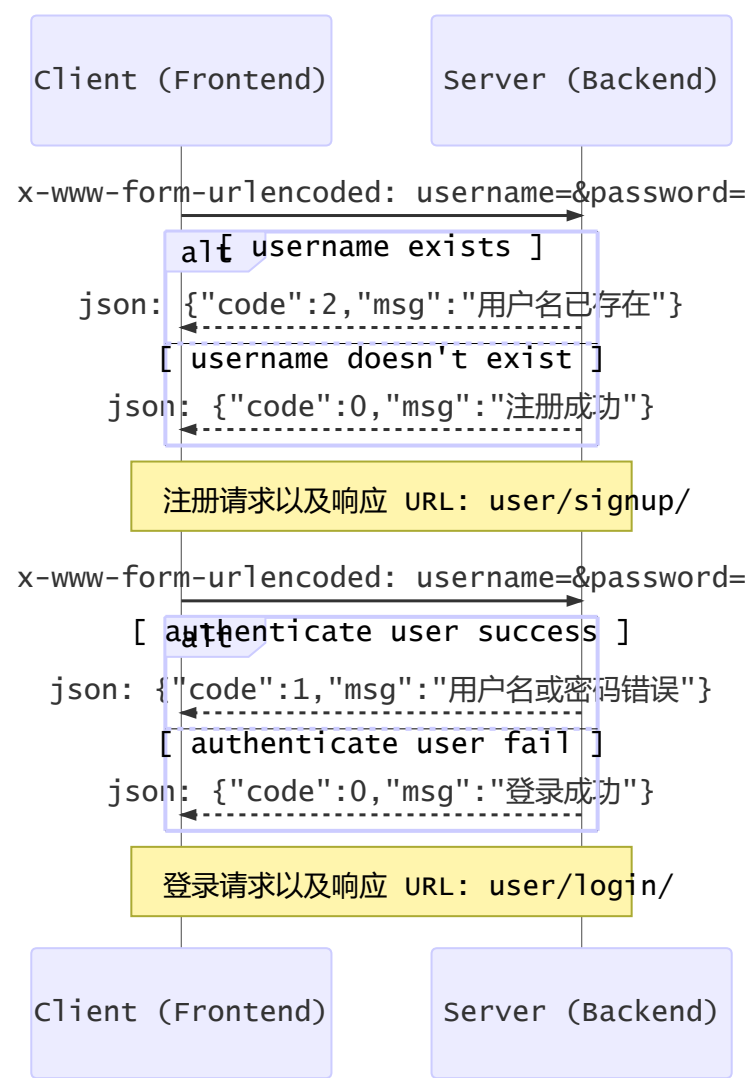 Client (Frontend) Server (Backend)
x-www-form-urlencoded: username=&password=
alt [ username exists ]
json: {"code":2,"msg":"用户名已存在"}
[ username doesn't exist ]
json: {"code":0,"msg":"注册成功"}
注册请求以及响应 URL: user/signup/
x-www-form-urlencoded: username=&password=
alt [ authenticate user success ]
json: {"code":1,"msg":"用户名或密码错误"}
[ authenticate user fail ]
json: {"code":0,"msg":"登录成功"}
登录请求以及响应 URL: user/login/
Client (Frontend) Server (Backend)